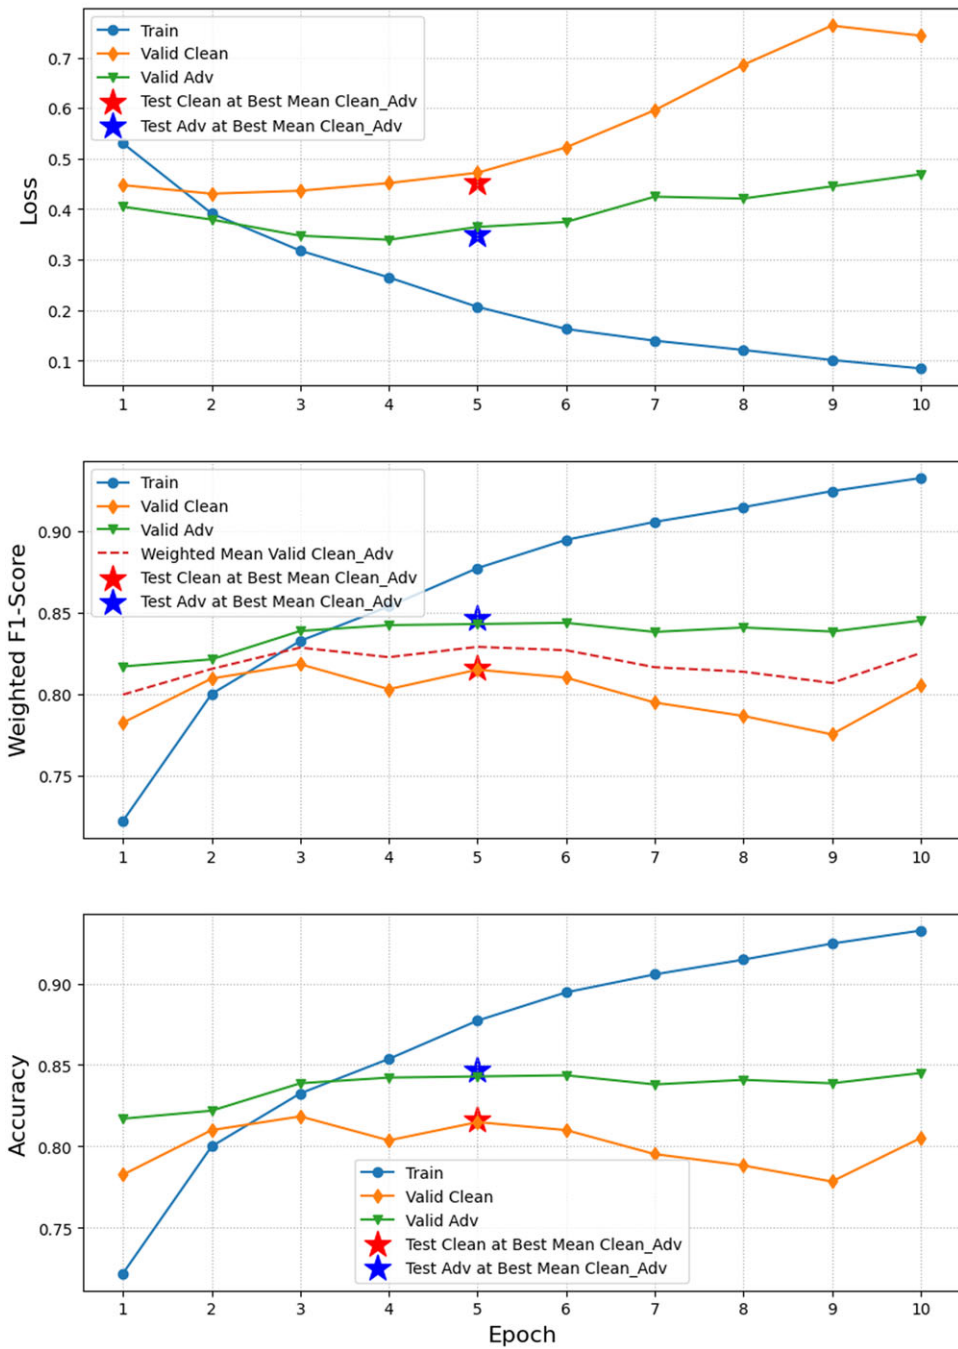 Train
Valid Clean
Valid Adv
Test Clean at Best Mean Clean_Adv
Test Adv at Best Mean Clean_Adv
0.7
0.6
0.5
0.4
0.3
0.2
0.1
Loss
1 2 3 4 5 6 7 8 9 10
Train
Valid Clean
Valid Adv
Weighted Mean Valid Clean_Adv
Test Clean at Best Mean Clean_Adv
Test Adv at Best Mean Clean_Adv
0.90
0.85
0.80
0.75
Weighted F1-Score
1 2 3 4 5 6 7 8 9 10
0.90
0.85
0.80
0.75
Accuracy
Train
Valid Clean
Valid Adv
Test Clean at Best Mean Clean_Adv
Test Adv at Best Mean Clean_Adv
1 2 3 4 5 6 7 8 9 10
Epoch